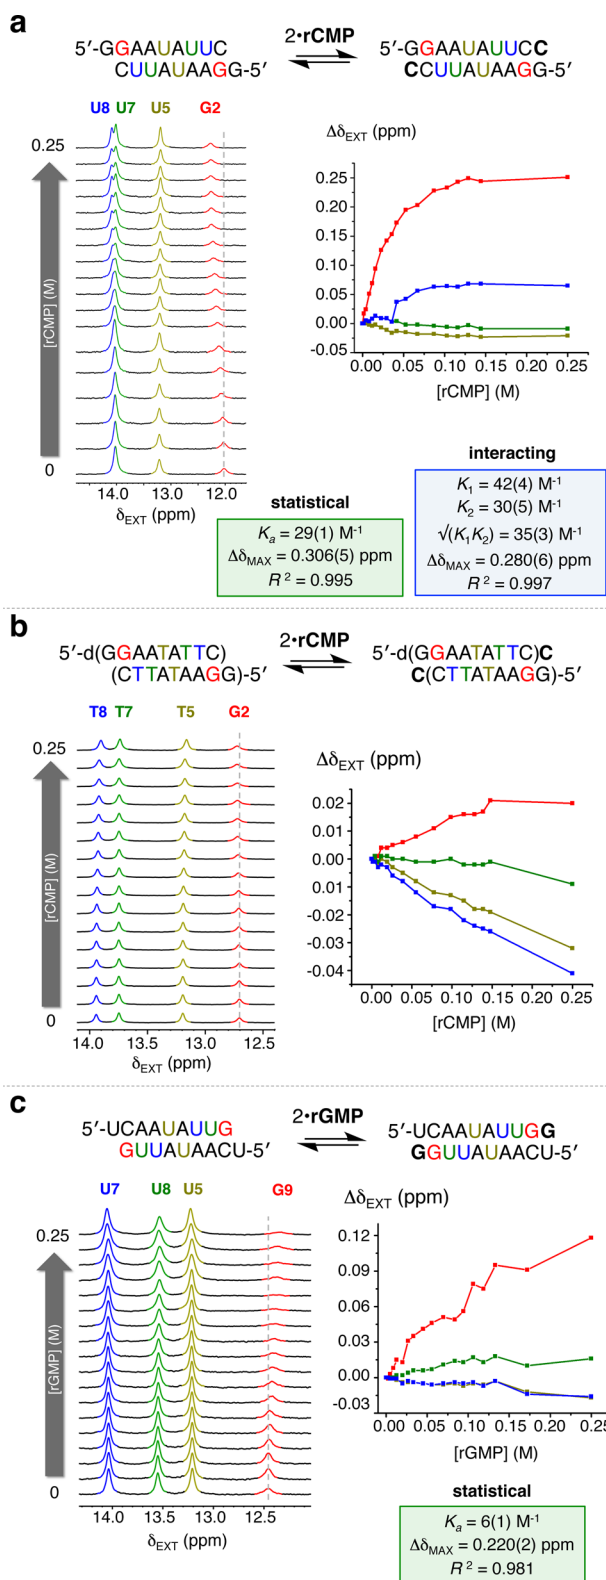 a
5′-GGAAUAUUC
CUUAUAAGG-5′
2·rCMP
5′-GGAAUAUUCC
CCUUAUAAGG-5′
U8 U7 U5 G2
0.25
[rCMP] (M)
0
14.0 13.0 12.0
δEXT (ppm)
ΔδEXT (ppm)
0.25
0.20
0.15
0.10
0.05
0.00
-0.05
0.00 0.05 0.10 0.15 0.20 0.25
[rCMP] (M)
statistical
Ka = 29(1) M-1
ΔδMAX = 0.306(5) ppm
R2 = 0.995
interacting
K1 = 42(4) M-1
K2 = 30(5) M-1
√(K1K2) = 35(3) M-1
ΔδMAX = 0.280(6) ppm
R2 = 0.997
b
5′-d(GGAATATTC)
(CTTATAAGG)-5′
2·rCMP
5′-d(GGAATATTC)C
C(CTTATAAGG)-5′
T8 T7 T5 G2
0.25
[rCMP] (M)
0
14.0 13.5 13.0 12.5
δEXT (ppm)
ΔδEXT (ppm)
0.02
0.01
0.00
0.01
-0.02
-0.03
-0.04
0.00 0.05 0.10 0.15 0.20 0.25
[rCMP] (M)
c
5′-UCAAUAUUG
GUUAUAACU-5′
2·rGMP
5′-UCAAUAUUGG
GGUUAUAACU-5′
U7 U8 U5 G9
0.25
[rGMP] (M)
0
14.0 13.5 13.0 12.5
δEXT (ppm)
ΔδEXT (ppm)
0.12
0.09
0.06
0.03
0.00
-0.03
0.00 0.05 0.10 0.15 0.20 0.25
[rGMP] (M)
statistical
Ka = 6(1) M-1
ΔδMAX = 0.220(2) ppm
R2 = 0.981